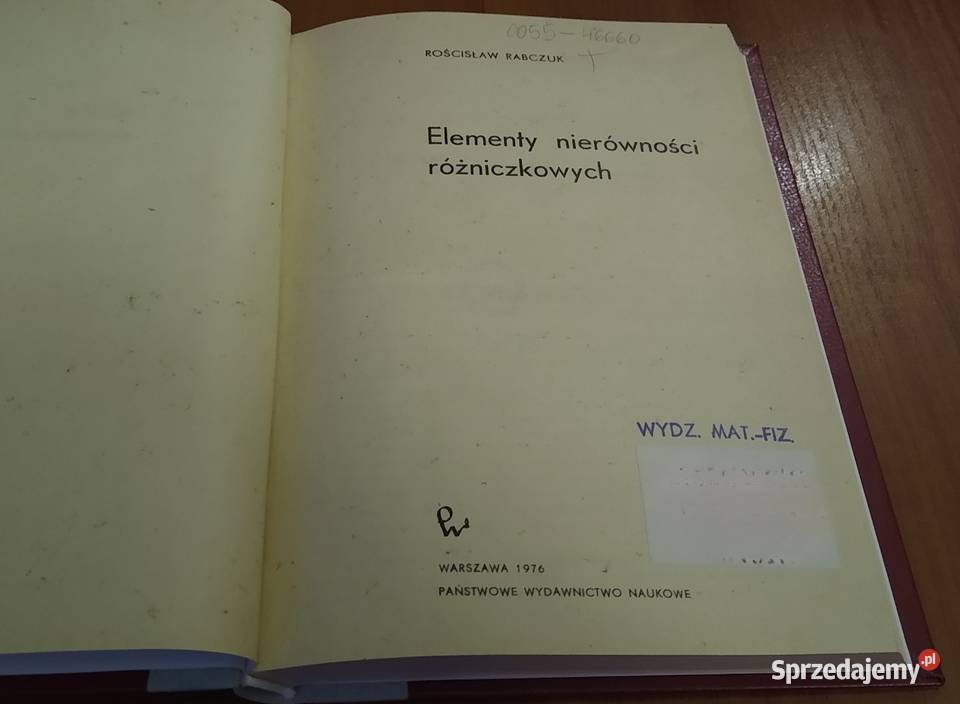 0055-46660
ROŚCISŁAW RABCZUK
Elementy nierówności
różniczkowych
WYDZ. MAT.-FIZ.
WARSZAWA 1976
PAŃSTWOWE WYDAWNICTWO NAUKOWE
Sprzedajemy.pl